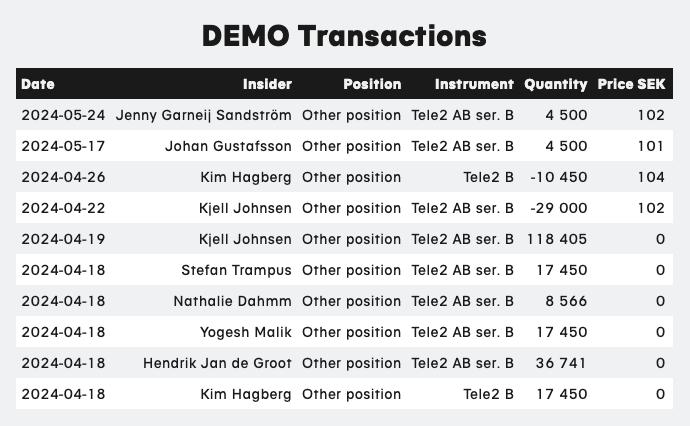 DEMO Transactions
Date Insider Position Instrument Quantity Price SEK
2024-05-24 Jenny Garneij Sandström Other position Tele2 AB ser. B 4 500 102
2024-05-17 Johan Gustafsson Other position Tele2 AB ser. B 4 500 101
2024-04-26 Kim Hagberg Other position Tele2 B -10 450 104
2024-04-22 Kjell Johnsen Other position Tele2 AB ser. B -29 000 102
2024-04-19 Kjell Johnsen Other position Tele2 AB ser. B 118 405 0
2024-04-18 Stefan Trampus Other position Tele2 AB ser. B 17 450 0
2024-04-18 Nathalie Dahmm Other position Tele2 AB ser. B 8 566 0
2024-04-18 Yogesh Malik Other position Tele2 AB ser. B 17 450 0
2024-04-18 Hendrik Jan de Groot Other position Tele2 AB ser. B 36 741 0
2024-04-18 Kim Hagberg Other position Tele2 B 17 450 0